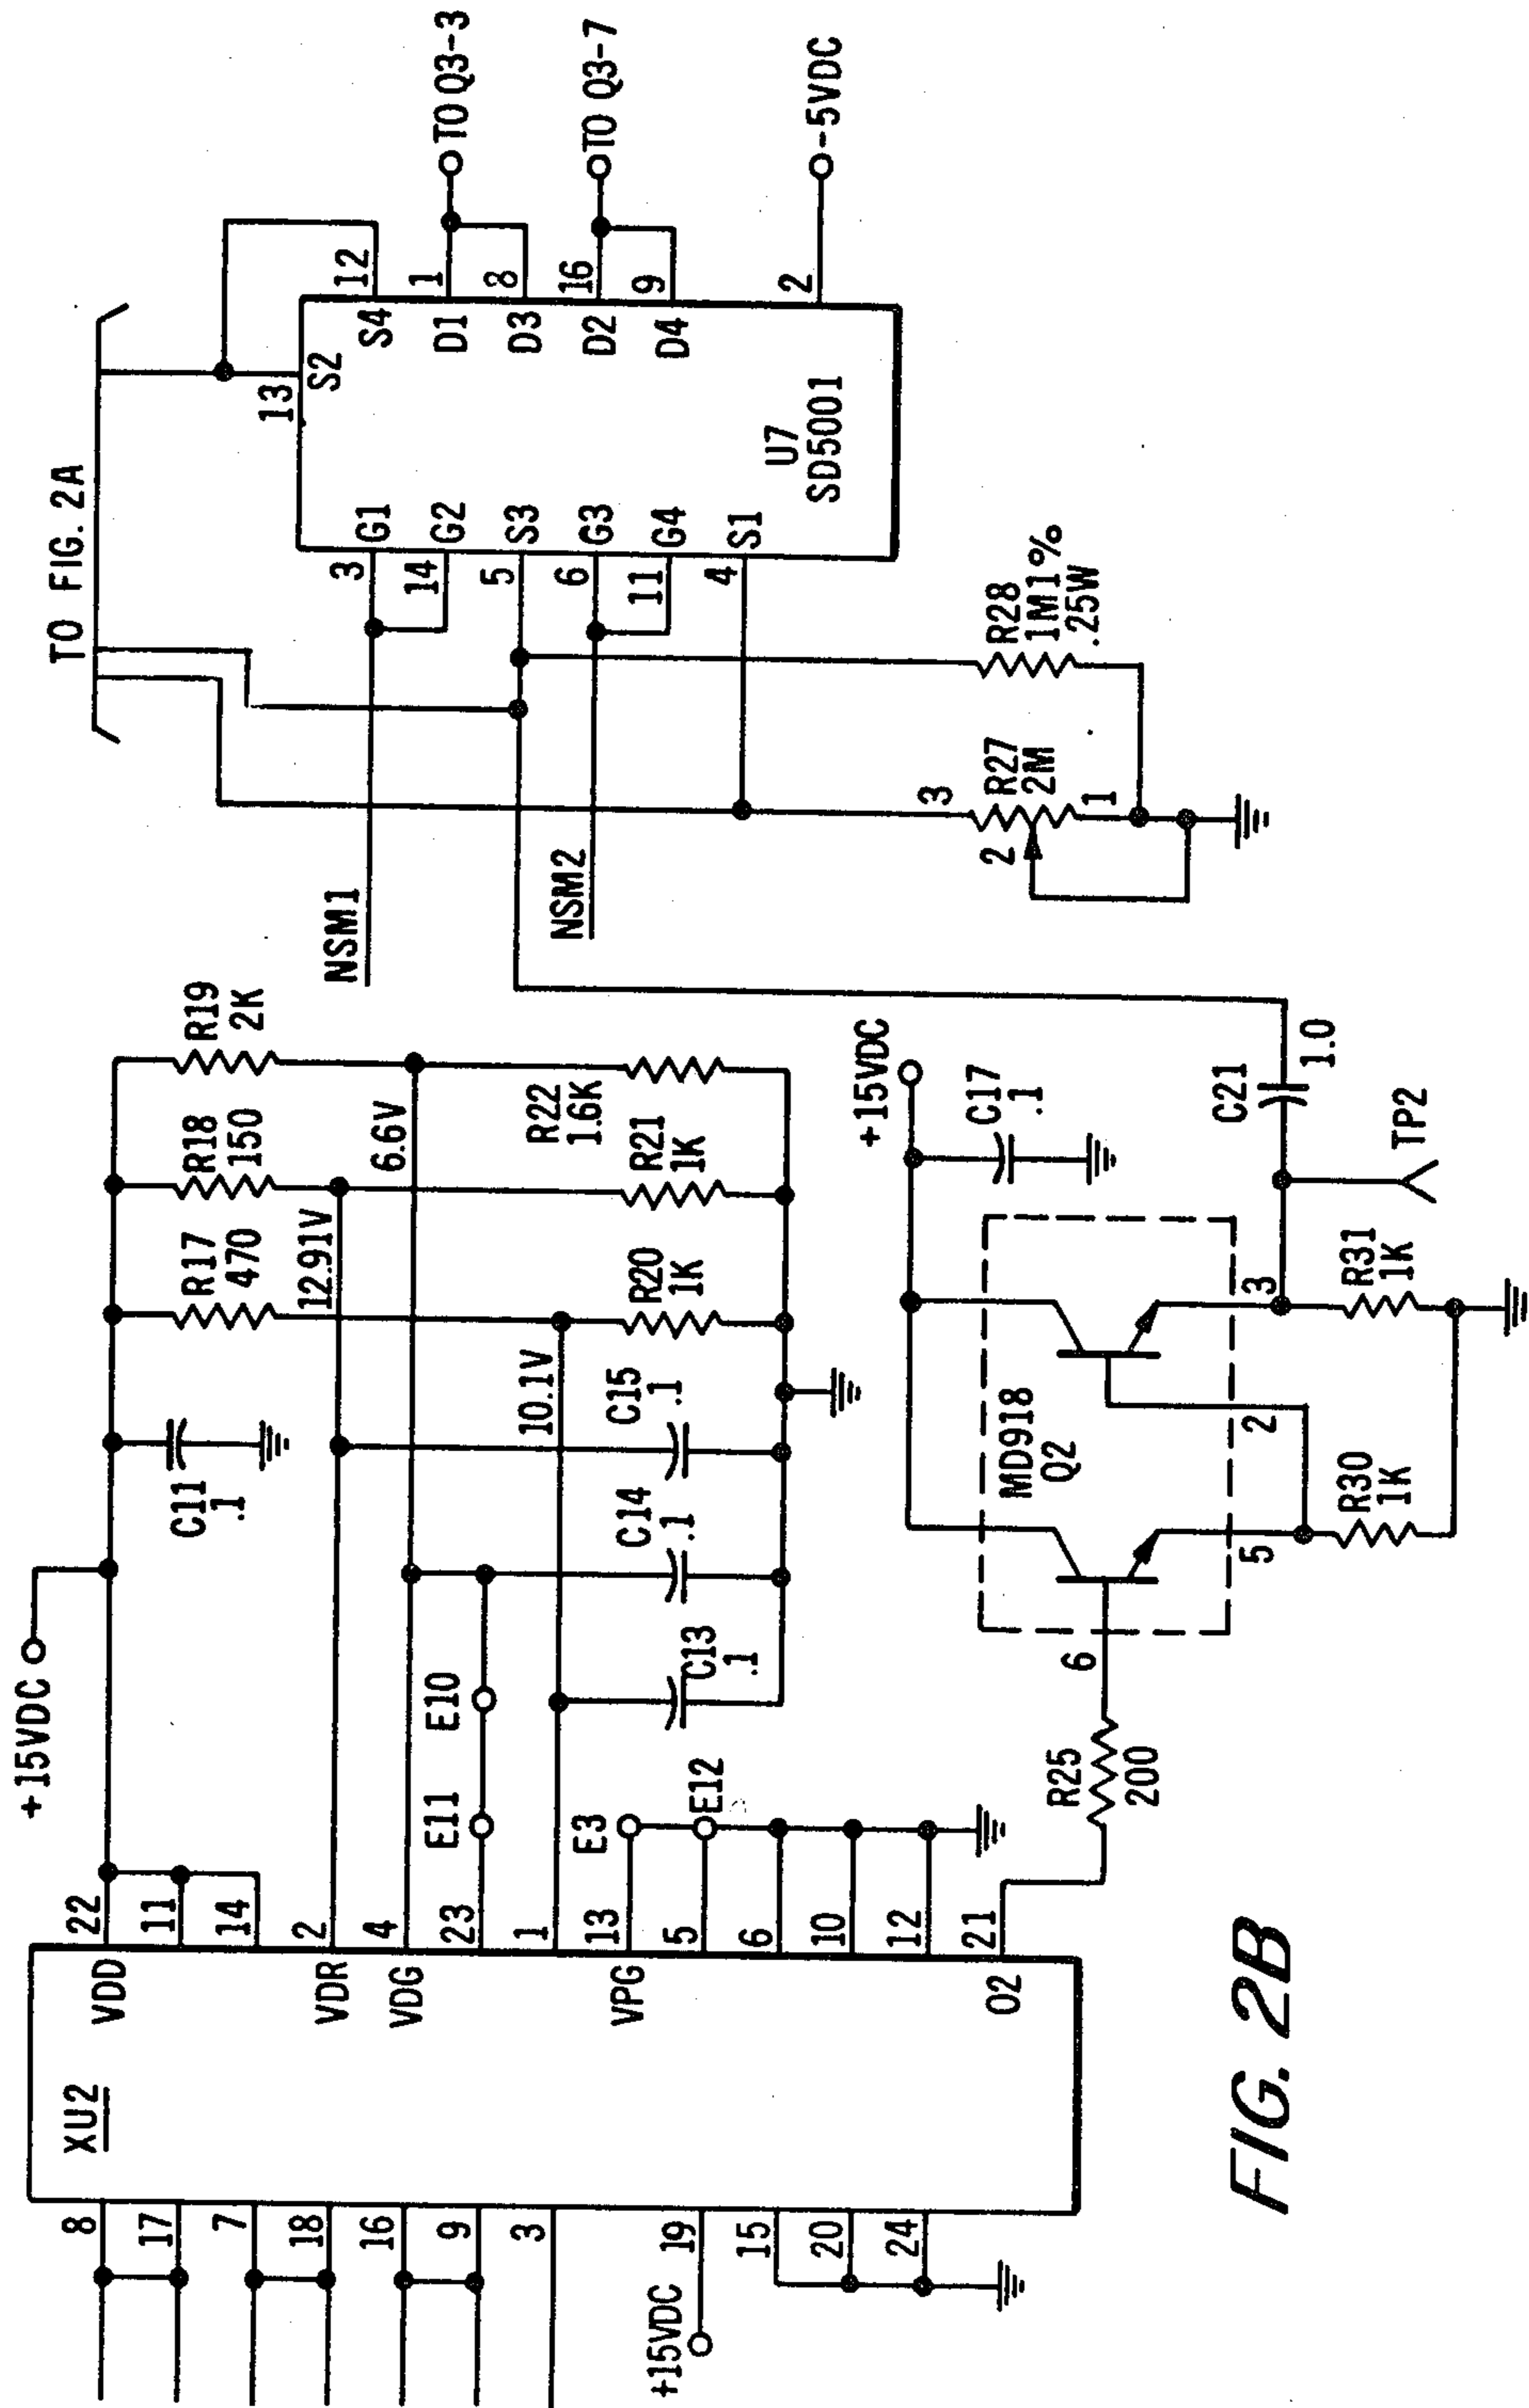 TO FIG. 2A
+15VDC
XU2
8
17
7
18
16
9
3
19
+15VDC
15
20
24
VDD
VDR
VDG
VPG
O2
22
11
14
2
4
23
1
13
5
6
10
12
21
E11
E10
E3
E12
C11
.1
R17
470
R18
150
R19
2K
12.91V
6.6V
10.1V
C13
.1
C14
.1
C15
.1
R20
1K
R21
1K
R22
1.6K
R25
200
6
MD918
Q2
5
2
3
R30
1K
R31
1K
+15VDC
C17
.1
C21
1.0
TP2
NSM1
NSM2
3
14
5
6
11
4
G1
G2
S3
G3
G4
S1
13
S2
S4
D1
D3
D2
D4
U7
SD5001
12
1
8
16
9
2
TO Q3-3
TO Q3-7
-5VDC
3
2
1
R27
2M
R28
1M1%
.25W
FIG. 2B